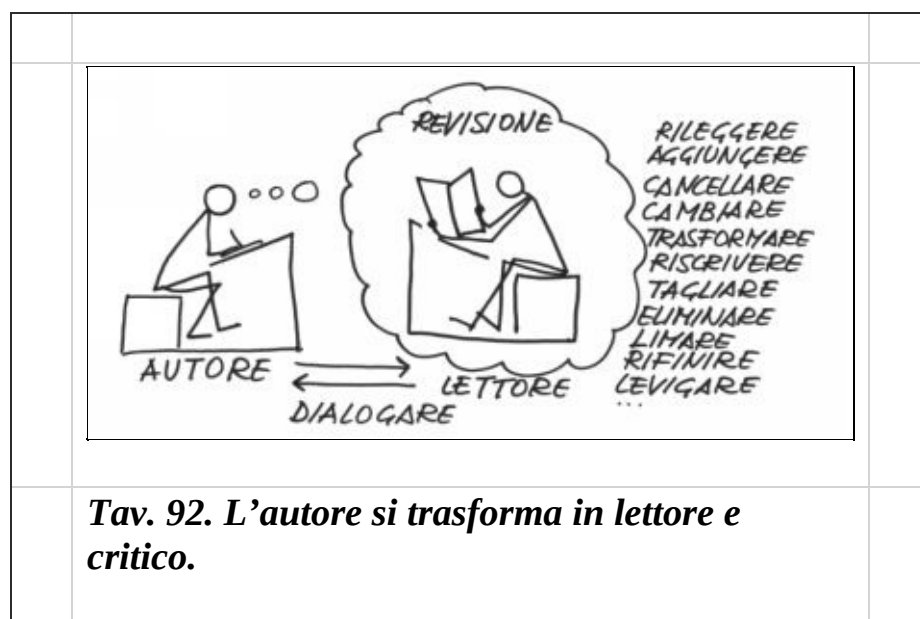 REVISIONE
RILEGGERE
AGGIUNGERE
CANCELLARE
CAMBIARE
TRASFORMARE
RISCRIVERE
TAGLIARE
ELIMINARE
LIMARE
RIFINIRE
LEVIGARE
...
AUTORE
LETTORE
DIALOGARE
Tav. 92. L’autore si trasforma in lettore e
critico.